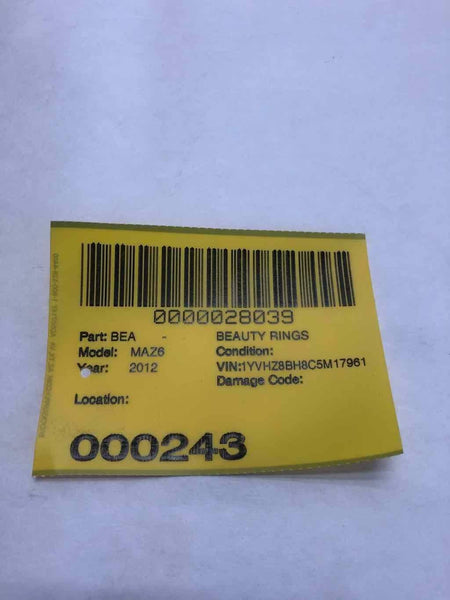 0000028039
Part: BEA - BEAUTY RINGS
Model: MAZ6 Condition:
Year: 2012 VIN:1YVHZ8BH8C5M17961
Damage Code:
Location:
000243